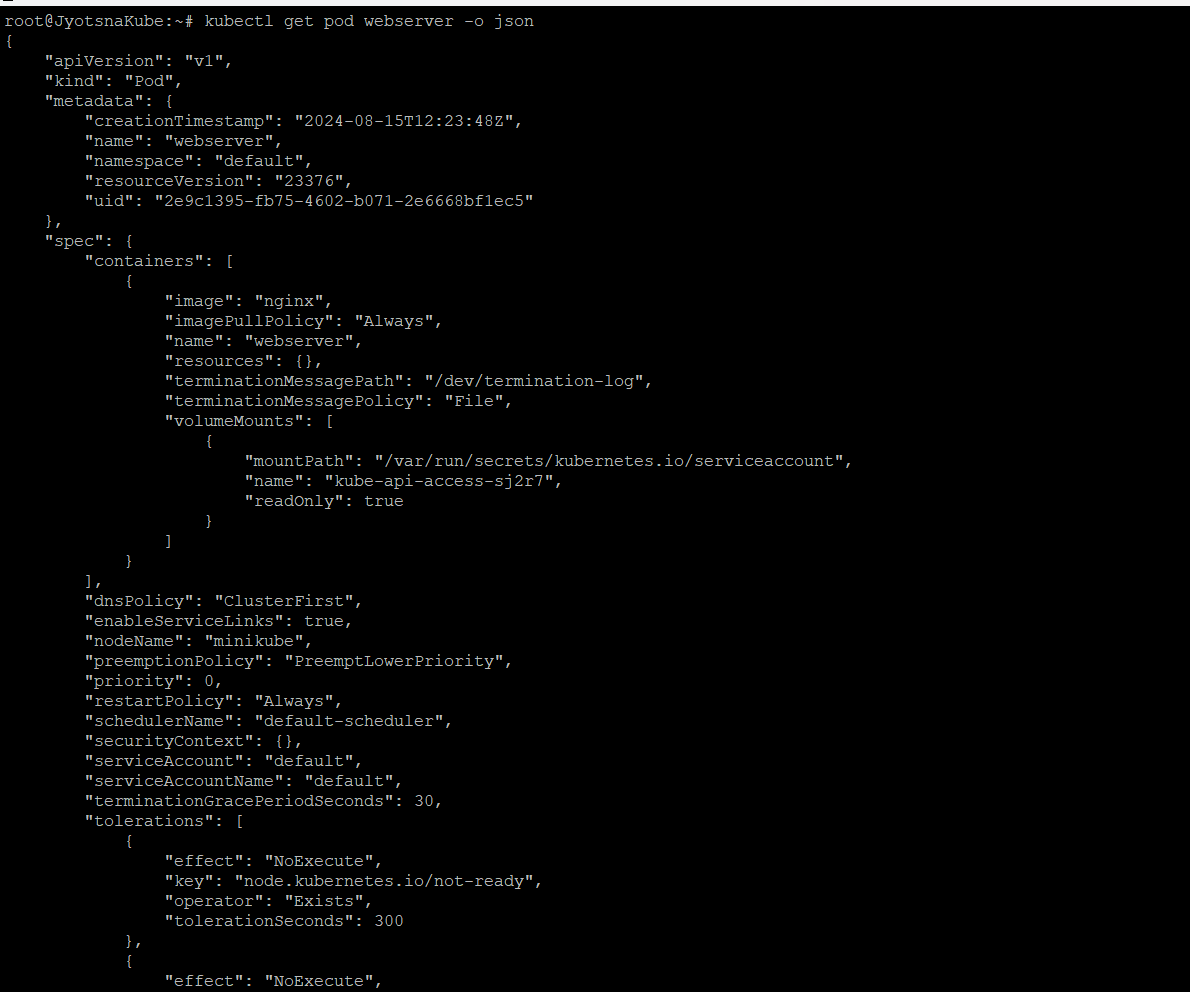 root@JyotsnaKube:~# kubectl get pod webserver -o json
{
    "apiVersion": "v1",
    "kind": "Pod",
    "metadata": {
        "creationTimestamp": "2024-08-15T12:23:48Z",
        "name": "webserver",
        "namespace": "default",
        "resourceVersion": "23376",
        "uid": "2e9c1395-fb75-4602-b071-2e6668bf1ec5"
    },
    "spec": {
        "containers": [
            {
                "image": "nginx",
                "imagePullPolicy": "Always",
                "name": "webserver",
                "resources": {},
                "terminationMessagePath": "/dev/termination-log",
                "terminationMessagePolicy": "File",
                "volumeMounts": [
                    {
                        "mountPath": "/var/run/secrets/kubernetes.io/serviceaccount",
                        "name": "kube-api-access-sj2r7",
                        "readOnly": true
                    }
                ]
            }
        ],
        "dnsPolicy": "ClusterFirst",
        "enableServiceLinks": true,
        "nodeName": "minikube",
        "preemptionPolicy": "PreemptLowerPriority",
        "priority": 0,
        "restartPolicy": "Always",
        "schedulerName": "default-scheduler",
        "securityContext": {},
        "serviceAccount": "default",
        "serviceAccountName": "default",
        "terminationGracePeriodSeconds": 30,
        "tolerations": [
            {
                "effect": "NoExecute",
                "key": "node.kubernetes.io/not-ready",
                "operator": "Exists",
                "tolerationSeconds": 300
            },
            {
                "effect": "NoExecute",